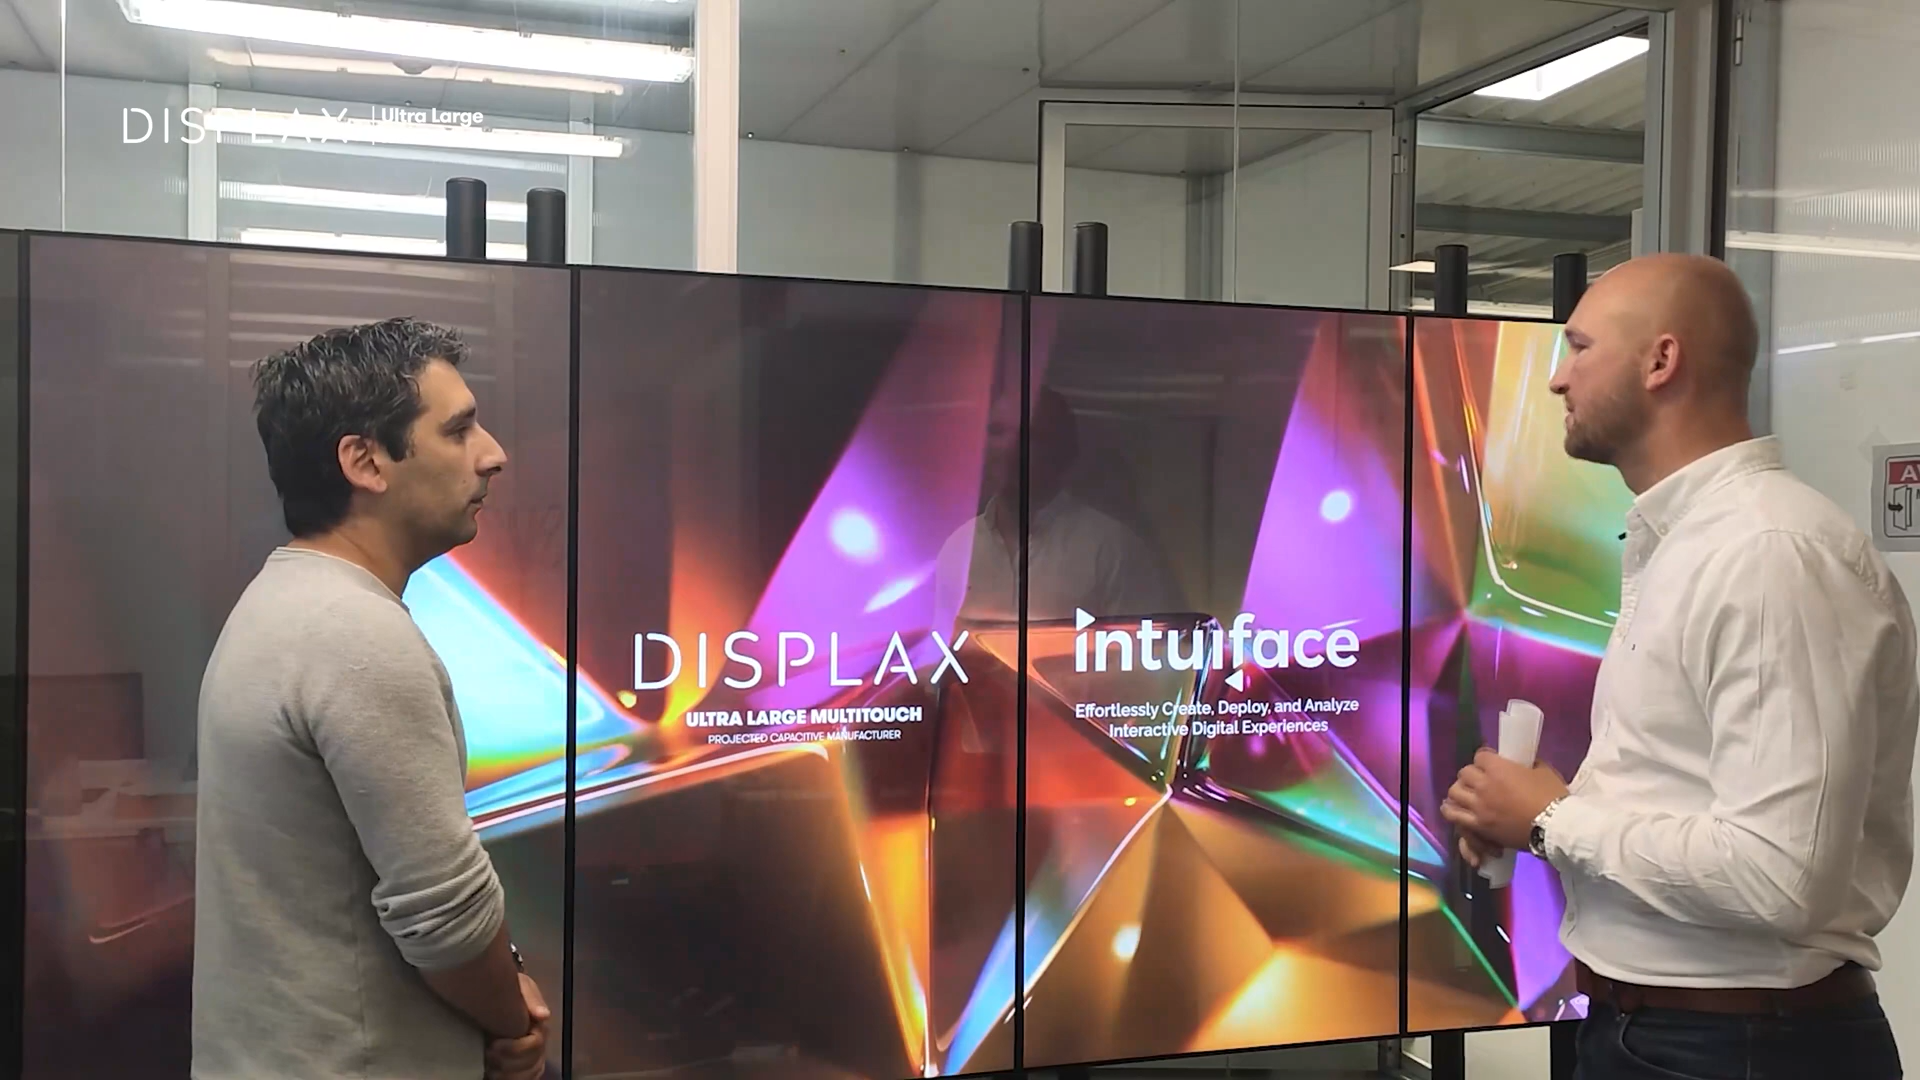 DISPLAX | Ultra Large
DISPLAX
ULTRA LARGE MULTITOUCH
PROJECTED CAPACITIVE MANUFACTURER
intuiface
Effortlessly Create, Deploy, and Analyze
Interactive Digital Experiences